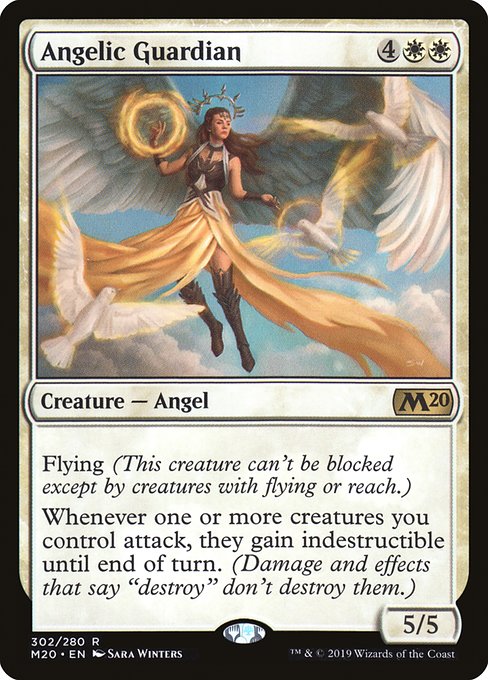 Angelic Guardian 4
Creature — Angel M20
Flying (This creature can't be blocked
except by creatures with flying or reach.)
Whenever one or more creatures you
control attack, they gain indestructible
until end of turn. (Damage and effects
that say "destroy" don't destroy them.)
5/5
302/280 R
M20 • EN SARA WINTERS
™ & © 2019 Wizards of the Coast